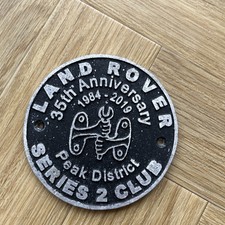 LAND ROVER
35th Anniversary
1984 - 2019
Peak District
SERIES 2 CLUB